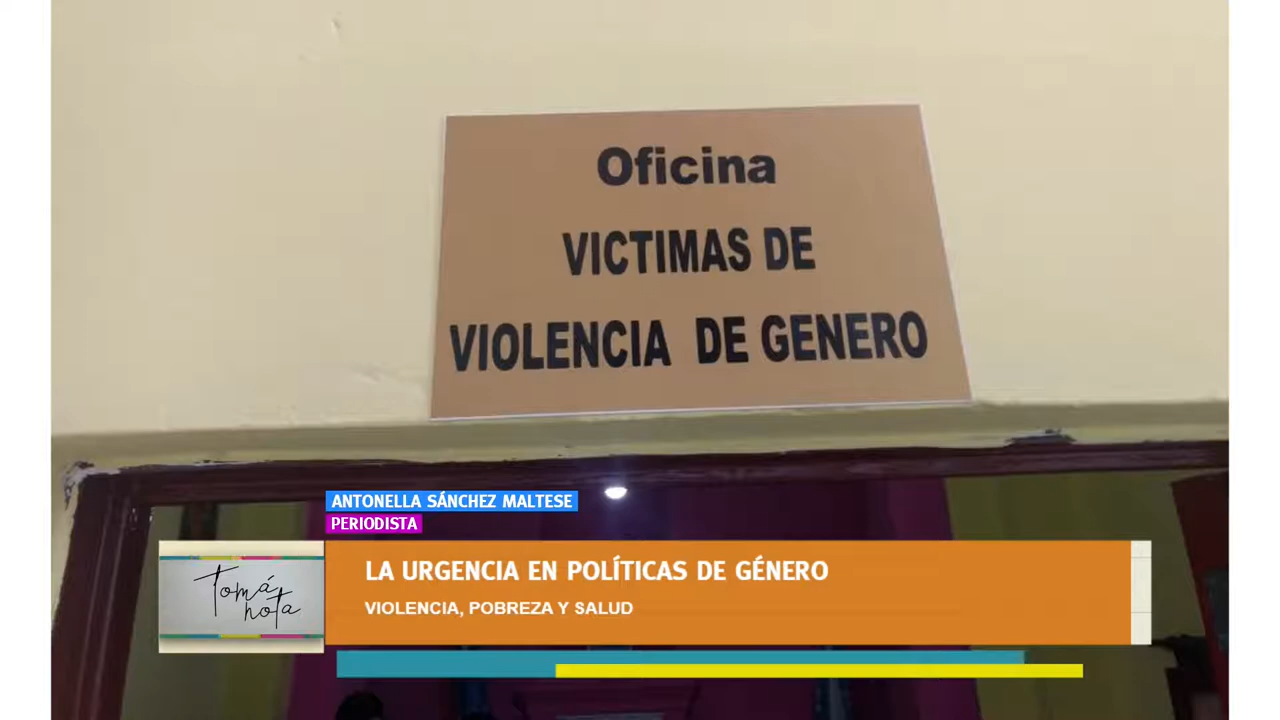 Oficina
VICTIMAS DE
VIOLENCIA DE GENERO
ANTONELLA SÁNCHEZ MALTESE
PERIODISTA
tomá
nota
LA URGENCIA EN POLÍTICAS DE GÉNERO
VIOLENCIA, POBREZA Y SALUD